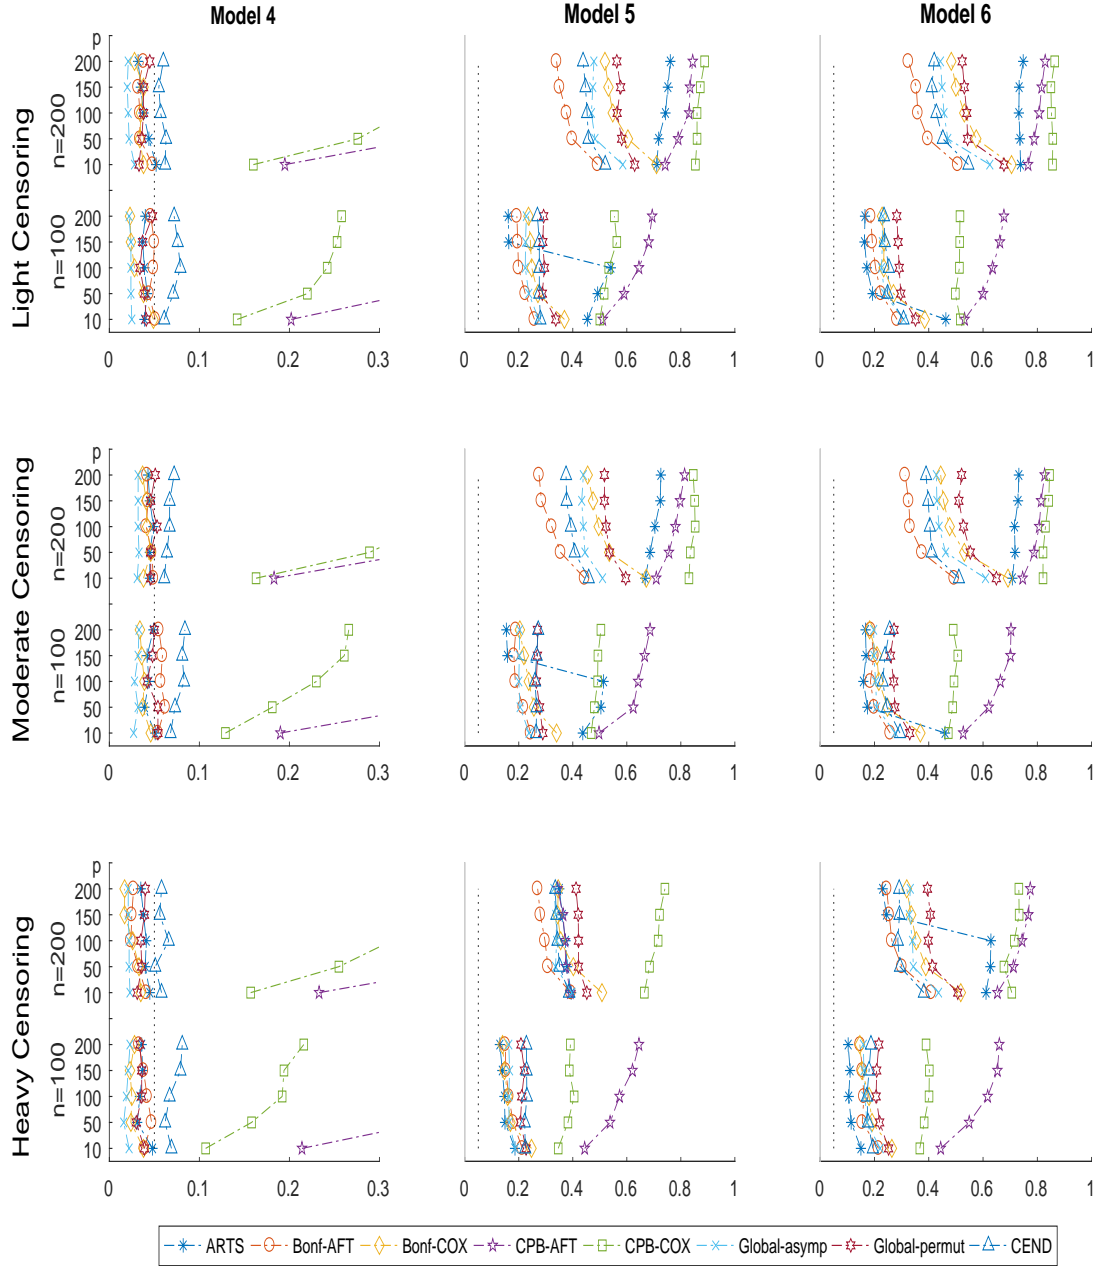 Model 4
Model 5
Model 6
Light Censoring
n=200
n=100
p
200
150
100
50
10
200
150
100
50
10
0 0.1 0.2 0.3
0 0.2 0.4 0.6 0.8 1
0 0.2 0.4 0.6 0.8 1
Moderate Censoring
n=200
n=100
p
200
150
100
50
10
200
150
100
50
10
0 0.1 0.2 0.3
0 0.2 0.4 0.6 0.8 1
0 0.2 0.4 0.6 0.8 1
Heavy Censoring
n=200
n=100
p
200
150
100
50
10
200
150
100
50
10
0 0.1 0.2 0.3
0 0.2 0.4 0.6 0.8 1
0 0.2 0.4 0.6 0.8 1
ARTS Bonf-AFT Bonf-COX CPB-AFT CPB-COX Global-asymp Global-permut CEND